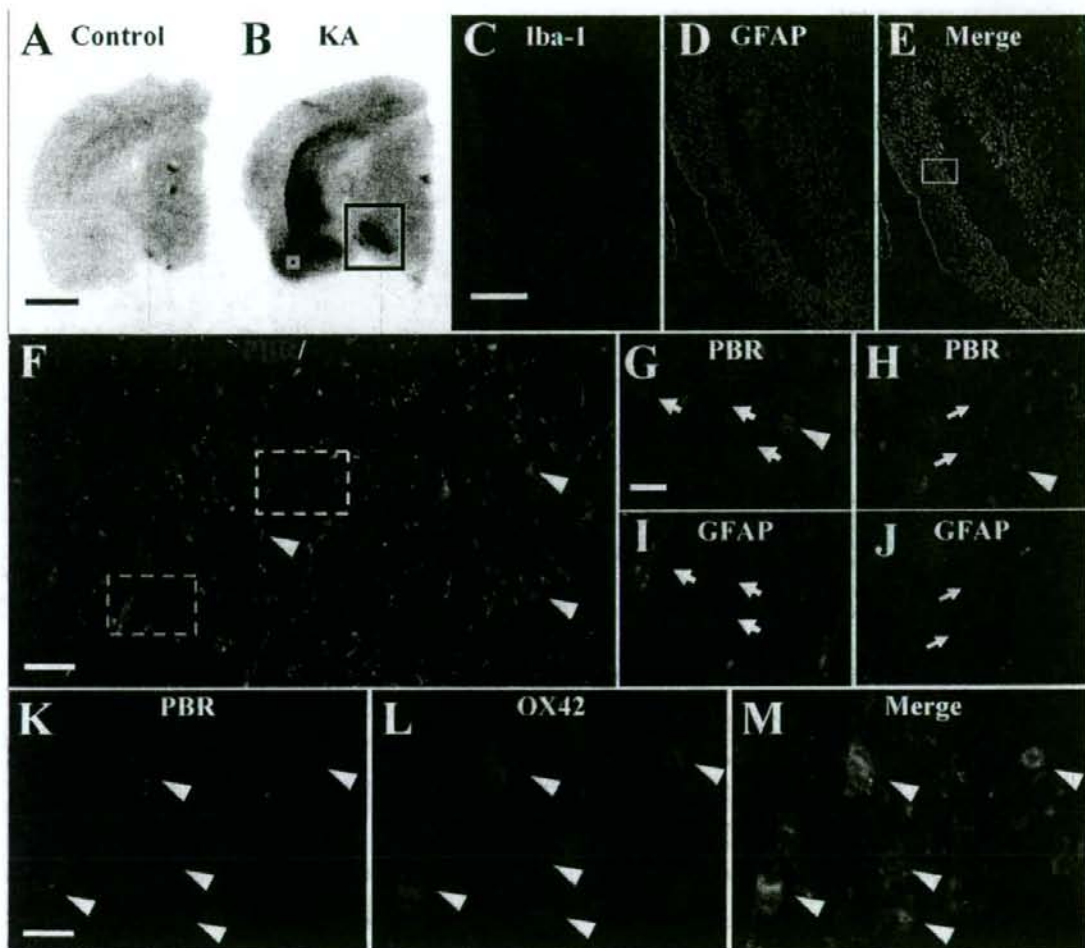 A Control
B KA
C Iba-1
D GFAP
E Merge
F
G PBR
H PBR
I GFAP
J GFAP
K PBR
L OX42
M Merge